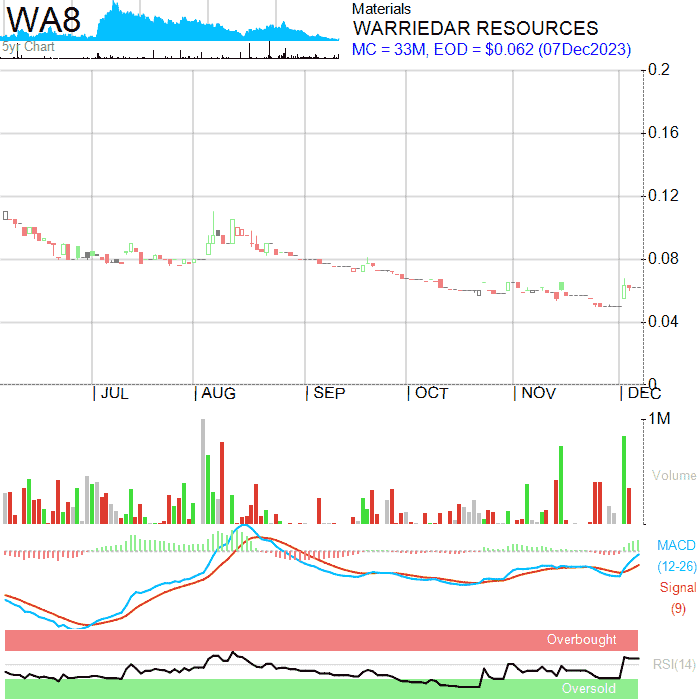 WA8
5yr Chart
Materials
WARRIEDAR RESOURCES
MC = 33M, EOD = $0.062 (07Dec2023)
0.2
0.16
0.12
0.08
0.04
0
JUL AUG SEP OCT NOV DEC
1M
Volume
MACD
(12-26)
Signal
(9)
Overbought
RSI(14)
Oversold